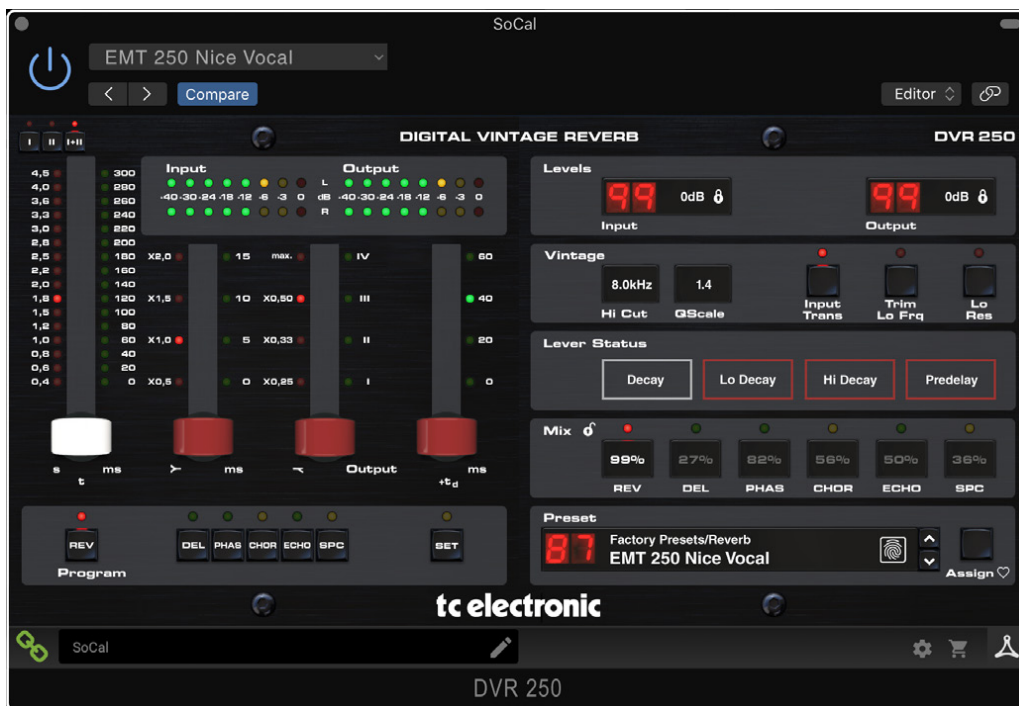 SoCal
EMT 250 Nice Vocal
Compare
Editor
I II I+II
DIGITAL VINTAGE REVERB
DVR 250
Input Output
L
-40 -30 -24 -18 -12 -6 -3 0 dB -40 -30 -24 -18 -12 -6 -3 0
R
4,5 300
4,0 280
3,6 260
3,3 240
3,0 220
2,8 200
2,5 180
2,2 160
2,0 140
1,8 120
1,5 100
1,2 80
1,0 60
0,8 40
0,6 20
0,4 0
X2,0 15 max. IV 60
X1,5 10 X0,50 III 40
X1,0 5 X0,33 II 20
X0,5 0 X0,25 I 0
s ms ms Output ms
t +td
REV DEL PHAS CHOR ECHO SPC SET
Program
Levels
99 0dB 99 0dB
Input Output
Vintage
8.0kHz 1.4
Hi Cut QScale Input Trans Trim Lo Frq Lo Res
Lever Status
Decay Lo Decay Hi Decay Predelay
Mix
99% 27% 82% 56% 50% 36%
REV DEL PHAS CHOR ECHO SPC
Preset
87 Factory Presets/Reverb
EMT 250 Nice Vocal
Assign
tc electronic
SoCal
DVR 250